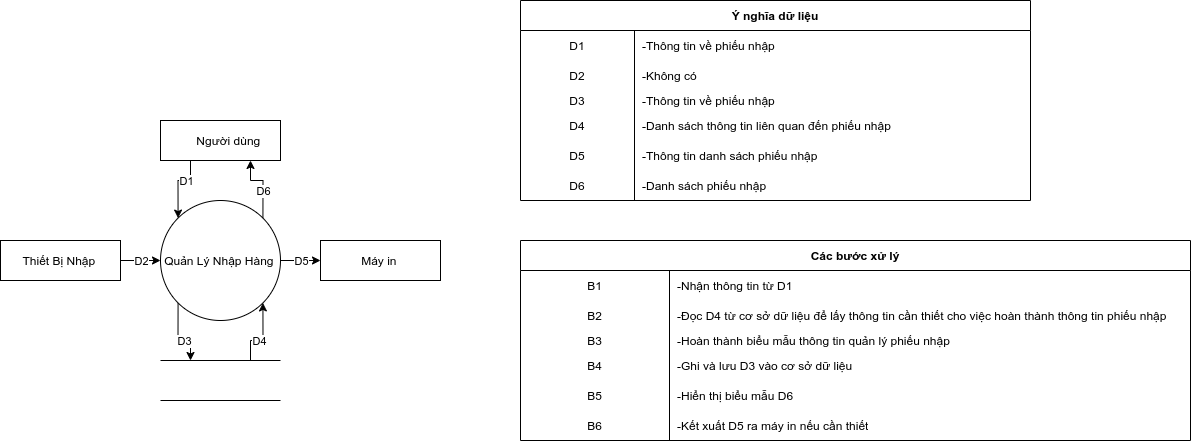 Ý nghĩa dữ liệu
D1 -Thông tin về phiếu nhập
D2 -Không có
D3 -Thông tin về phiếu nhập
D4 -Danh sách thông tin liên quan đến phiếu nhập
D5 -Thông tin danh sách phiếu nhập
D6 -Danh sách phiếu nhập
Người dùng
D1
D6
Thiết Bị Nhập
D2
Quản Lý Nhập Hàng
D5
Máy in
D3
D4
Các bước xử lý
B1 -Nhận thông tin từ D1
B2 -Đọc D4 từ cơ sở dữ liệu để lấy thông tin cần thiết cho việc hoàn thành thông tin phiếu nhập
B3 -Hoàn thành biểu mẫu thông tin quản lý phiếu nhập
B4 -Ghi và lưu D3 vào cơ sở dữ liệu
B5 -Hiển thị biểu mẫu D6
B6 -Kết xuất D5 ra máy in nếu cần thiết